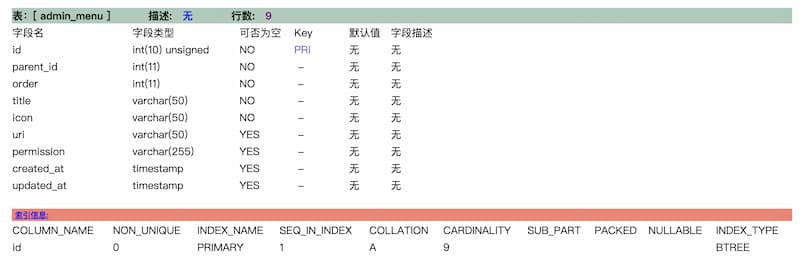 表:[ admin_menu ] 描述: 无 行数: 9
字段名 字段类型 可否为空 Key 默认值 字段描述
id int(10) unsigned NO PRI 无 无
parent_id int(11) NO – 无 无
order int(11) NO – 无 无
title varchar(50) NO – 无 无
icon varchar(50) NO – 无 无
uri varchar(50) YES – 无 无
permission varchar(255) YES – 无 无
created_at timestamp YES – 无 无
updated_at timestamp YES – 无 无
索引信息:
COLUMN_NAME NON_UNIQUE INDEX_NAME SEQ_IN_INDEX COLLATION CARDINALITY SUB_PART PACKED NULLABLE INDEX_TYPE
id 0 PRIMARY 1 A 9 BTREE